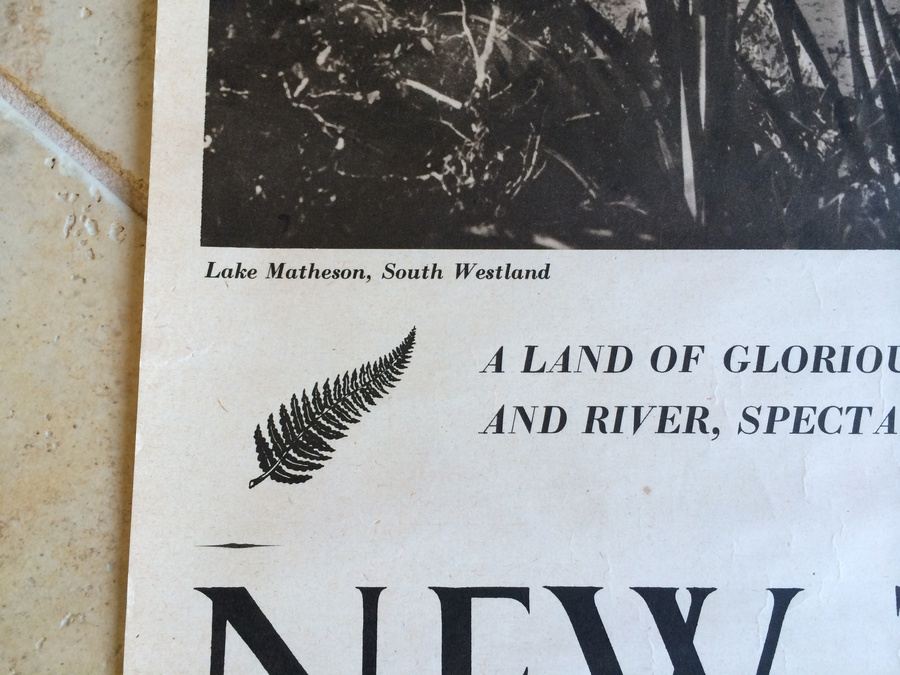 Lake Matheson, South Westland
A LAND OF GLORIOU
AND RIVER, SPECTA
NEW